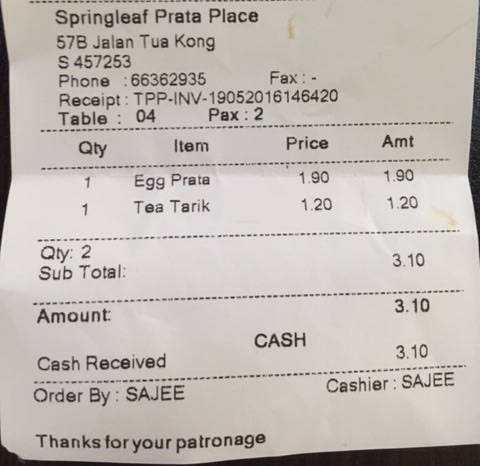 Springleaf Prata Place
57B Jalan Tua Kong
S 457253
Phone : 66362935 Fax : -
Receipt : TPP-INV-19052016146420
Table : 04 Pax : 2
Qty Item Price Amt
1 Egg Prata 1.90 1.90
1 Tea Tarik 1.20 1.20
Qty: 2
Sub Total: 3.10
Amount: 3.10
CASH
Cash Received 3.10
Order By : SAJEE Cashier : SAJEE
Thanks for your patronage